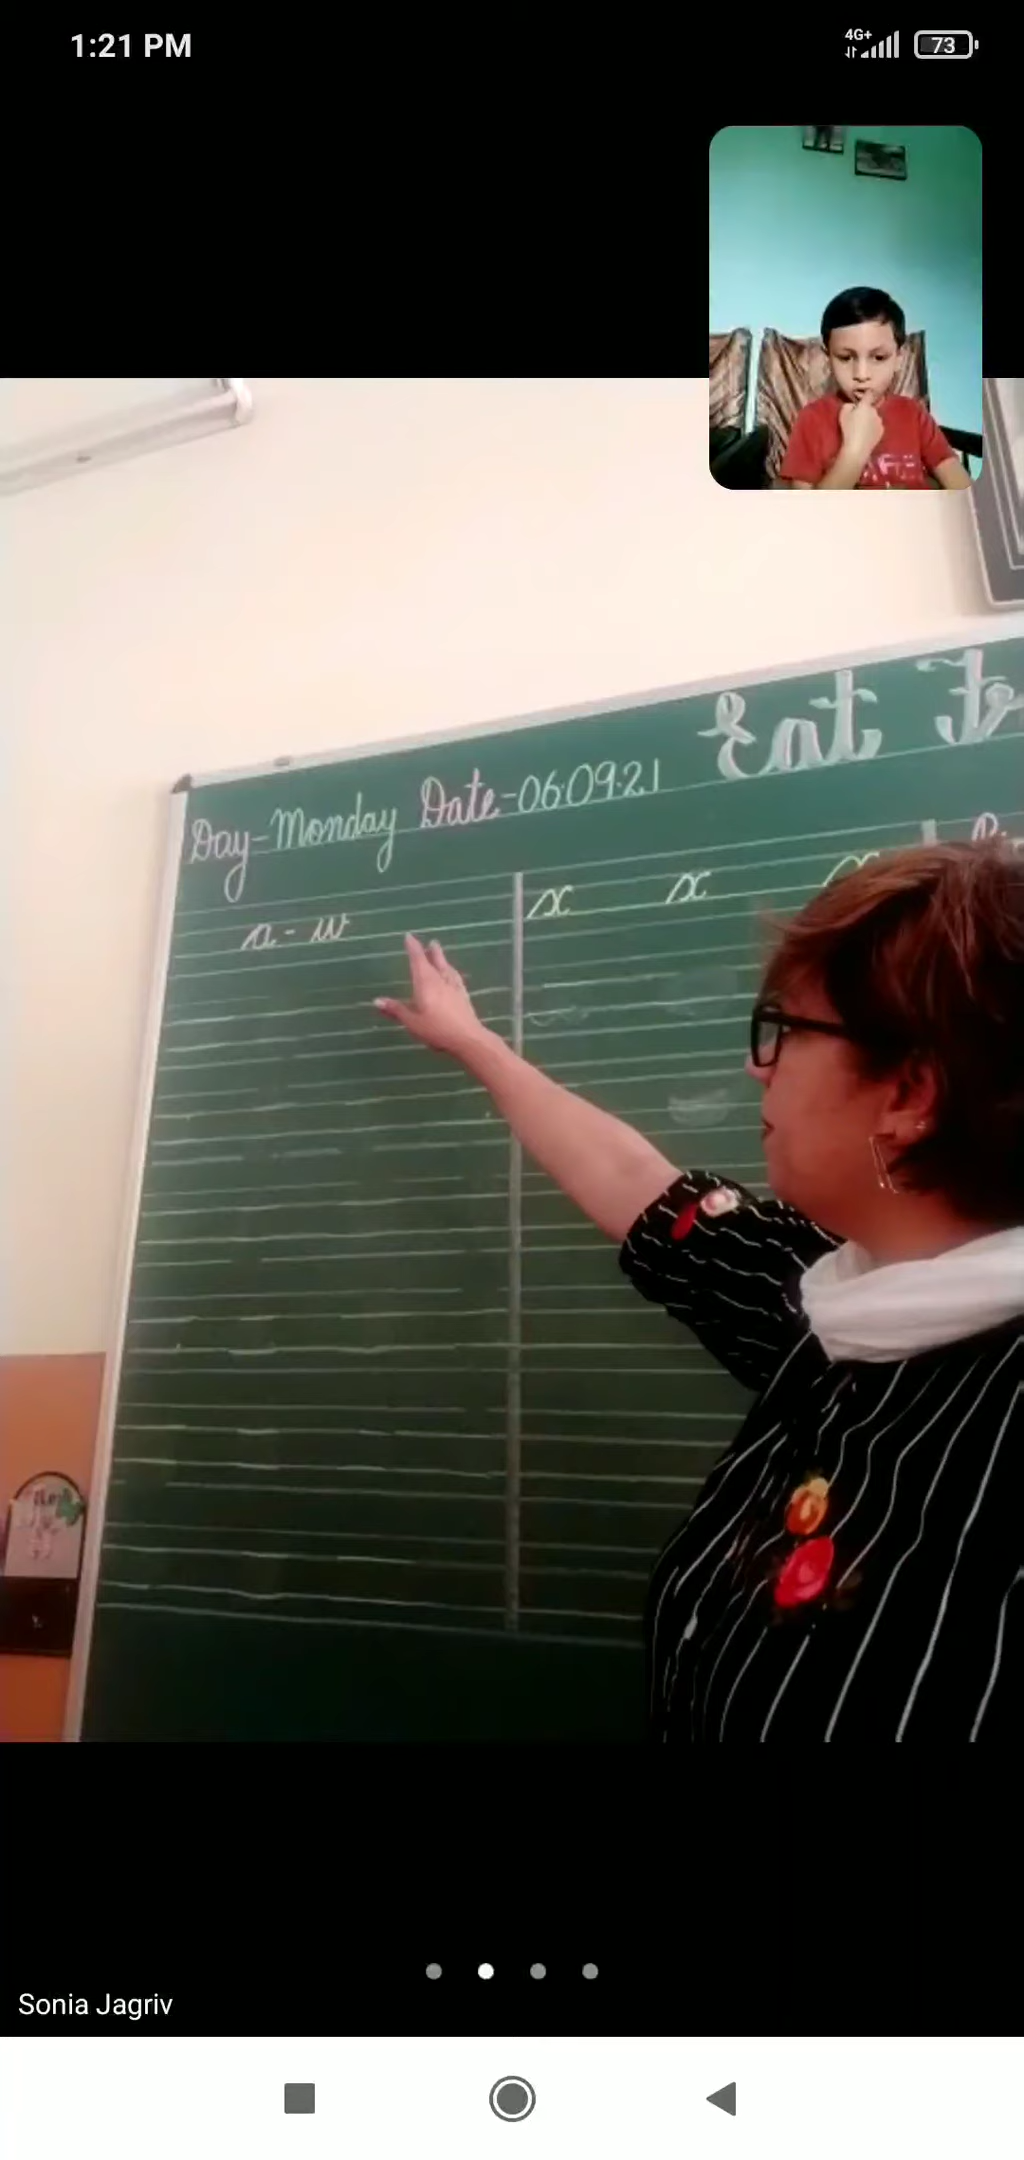 1:21 PM
4G+
73
Eat
Day-Monday Date-06.09.21
a - w
x x x
Sonia Jagriv